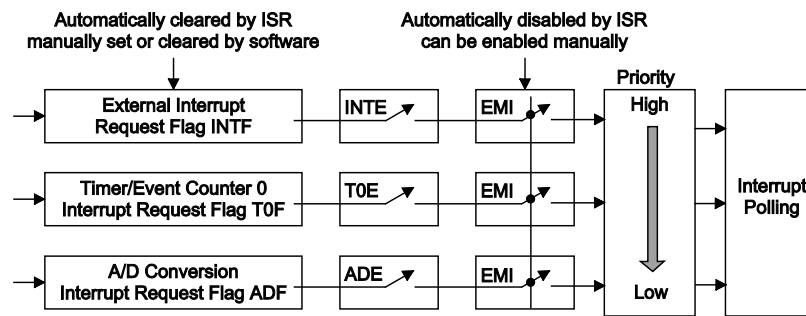 Automatically cleared by ISR
manually set or cleared by software
Automatically disabled by ISR
can be enabled manually
Priority
External Interrupt
Request Flag INTF
INTE
EMI
High
Timer/Event Counter 0
Interrupt Request Flag T0F
T0E
EMI
Interrupt
Polling
A/D Conversion
Interrupt Request Flag ADF
ADE
EMI
Low